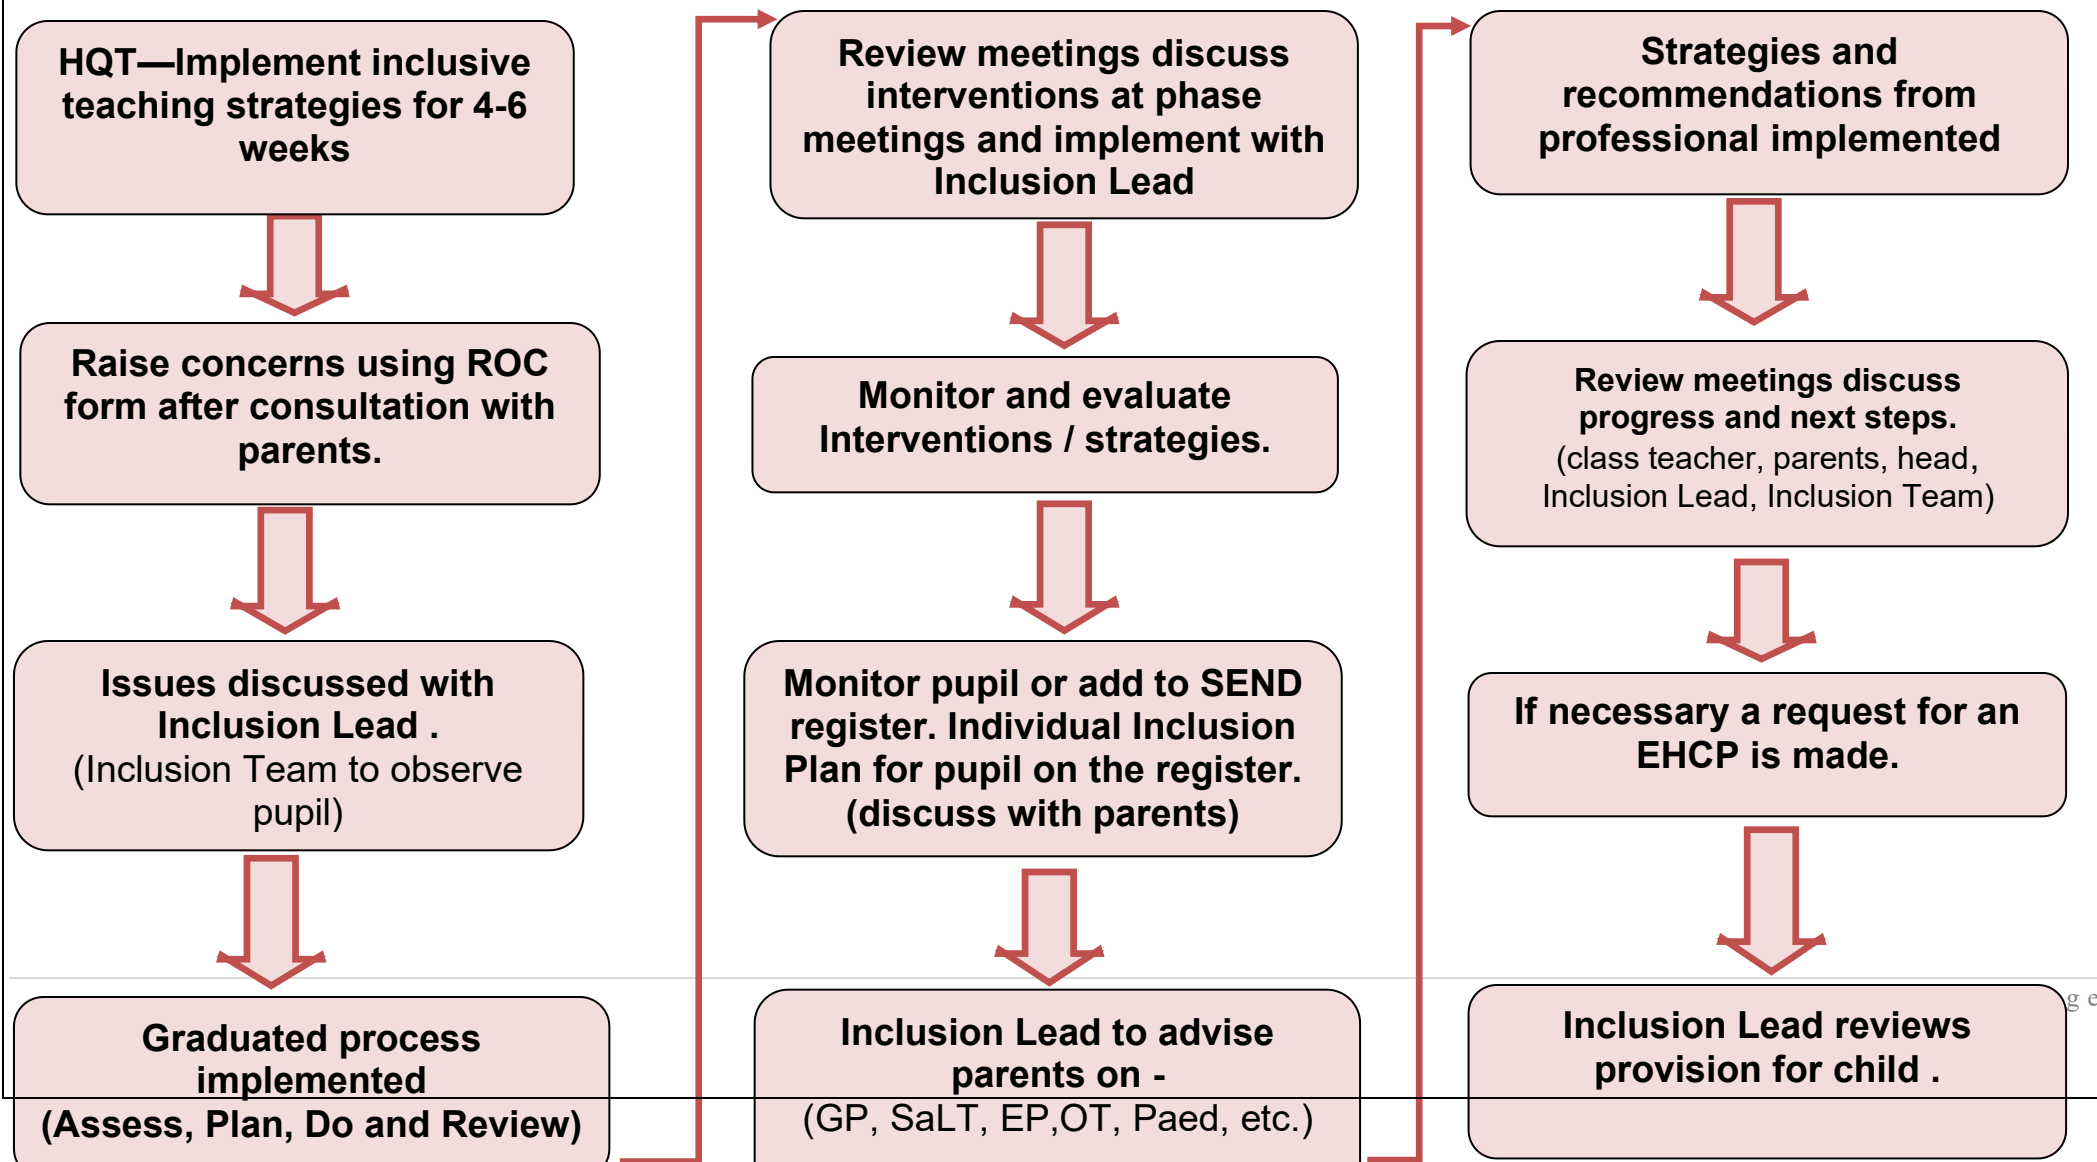 HQT—Implement inclusive
teaching strategies for 4-6
weeks
Raise concerns using ROC
form after consultation with
parents.
Issues discussed with
Inclusion Lead .
(Inclusion Team to observe
pupil)
Graduated process
implemented
(Assess, Plan, Do and Review)
Review meetings discuss
interventions at phase
meetings and implement with
Inclusion Lead
Monitor and evaluate
Interventions / strategies.
Monitor pupil or add to SEND
register. Individual Inclusion
Plan for pupil on the register.
(discuss with parents)
Inclusion Lead to advise
parents on -
(GP, SaLT, EP,OT, Paed, etc.)
Strategies and
recommendations from
professional implemented
Review meetings discuss
progress and next steps.
(class teacher, parents, head,
Inclusion Lead, Inclusion Team)
If necessary a request for an
EHCP is made.
Inclusion Lead reviews
provision for child .
g e